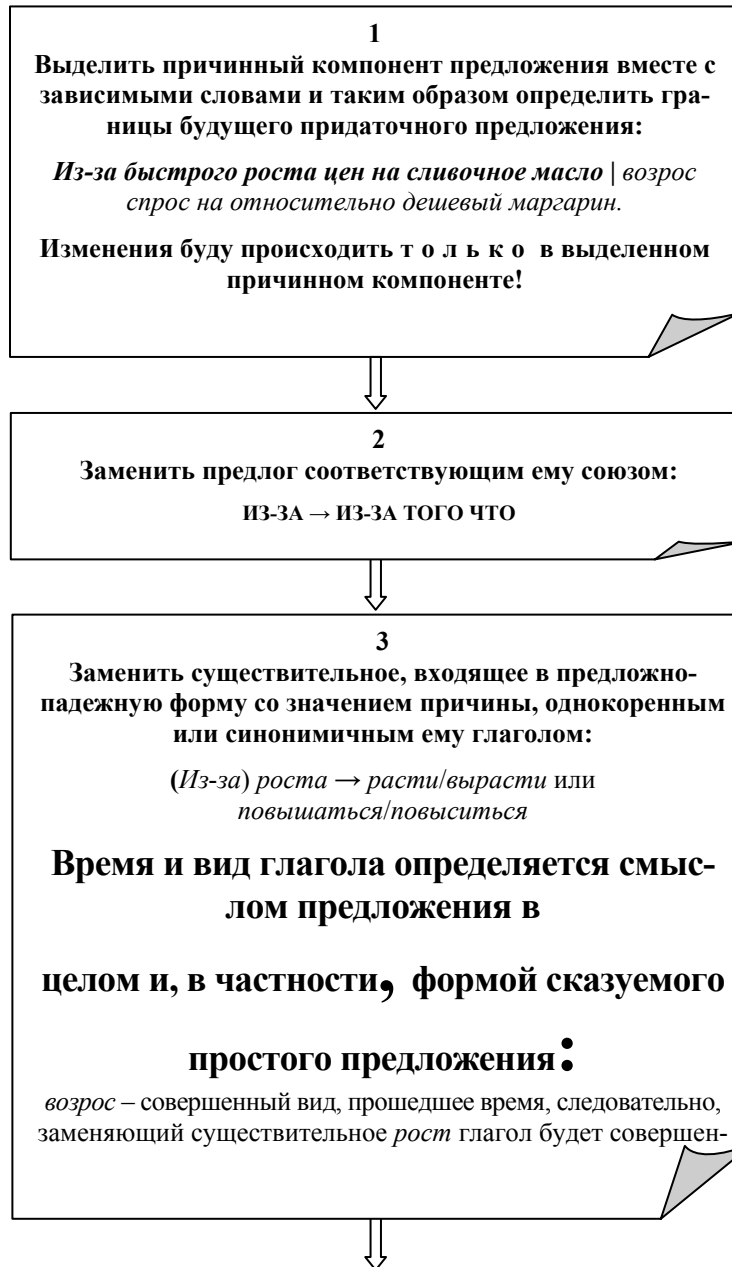 1
Выделить причинный компонент предложения вместе с
зависимыми словами и таким образом определить гра-
ницы будущего придаточного предложения:
Из-за быстрого роста цен на сливочное масло | возрос
спрос на относительно дешевый маргарин.
Изменения буду происходить т о л ь к о в выделенном
причинном компоненте!
2
Заменить предлог соответствующим ему союзом:
ИЗ-ЗА → ИЗ-ЗА ТОГО ЧТО
3
Заменить существительное, входящее в предложно-
падежную форму со значением причины, однокоренным
или синонимичным ему глаголом:
(Из-за) роста → расти/вырасти или
повышаться/повыситься
Время и вид глагола определяется смыс-
лом предложения в
целом и, в частности, формой сказуемого
простого предложения:
возрос – совершенный вид, прошедшее время, следовательно,
заменяющий существительное рост глагол будет совершен-